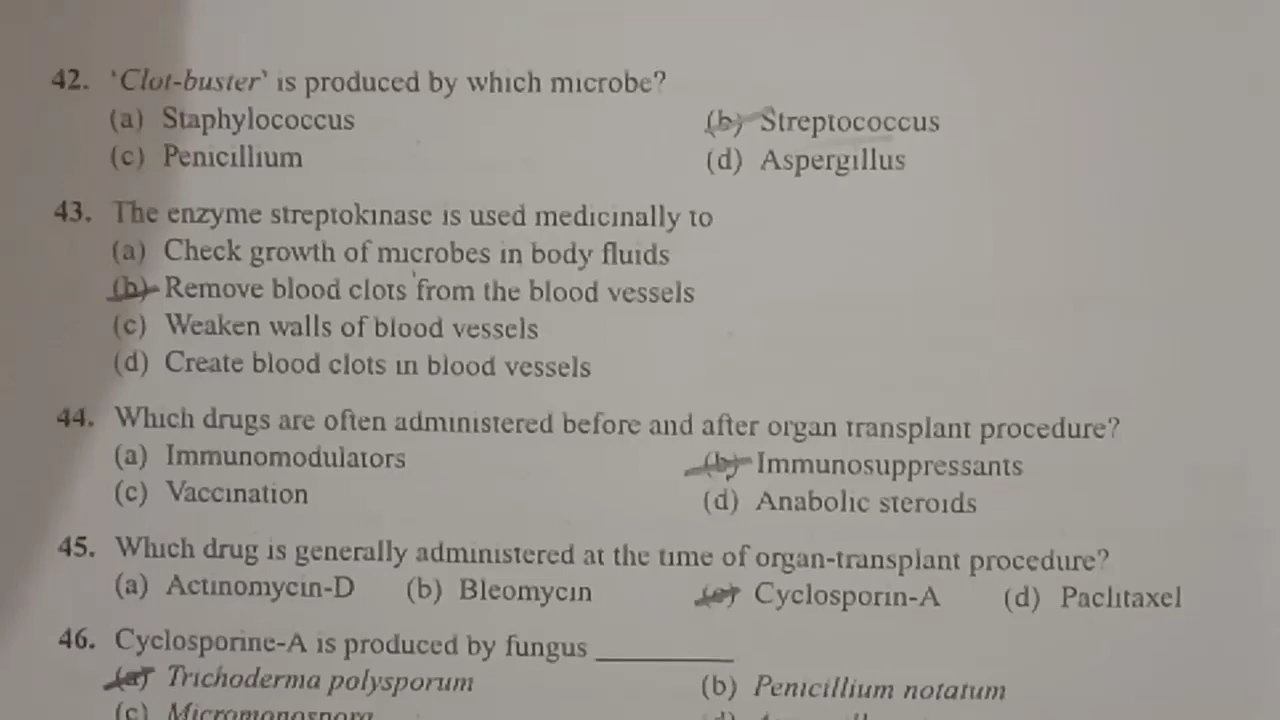 42. 'Clot-buster' is produced by which microbe?
(a) Staphylococcus (b) Streptococcus
(c) Penicillium (d) Aspergillus
43. The enzyme streptokinase is used medicinally to
(a) Check growth of microbes in body fluids
(b) Remove blood clots from the blood vessels
(c) Weaken walls of blood vessels
(d) Create blood clots in blood vessels
44. Which drugs are often administered before and after organ transplant procedure?
(a) Immunomodulators (b) Immunosuppressants
(c) Vaccination (d) Anabolic steroids
45. Which drug is generally administered at the time of organ-transplant procedure?
(a) Actinomycin-D (b) Bleomycin (c) Cyclosporin-A (d) Paclitaxel
46. Cyclosporine-A is produced by fungus __________
(a) Trichoderma polysporum (b) Penicillium notatum
(c) Micromonospora (d)